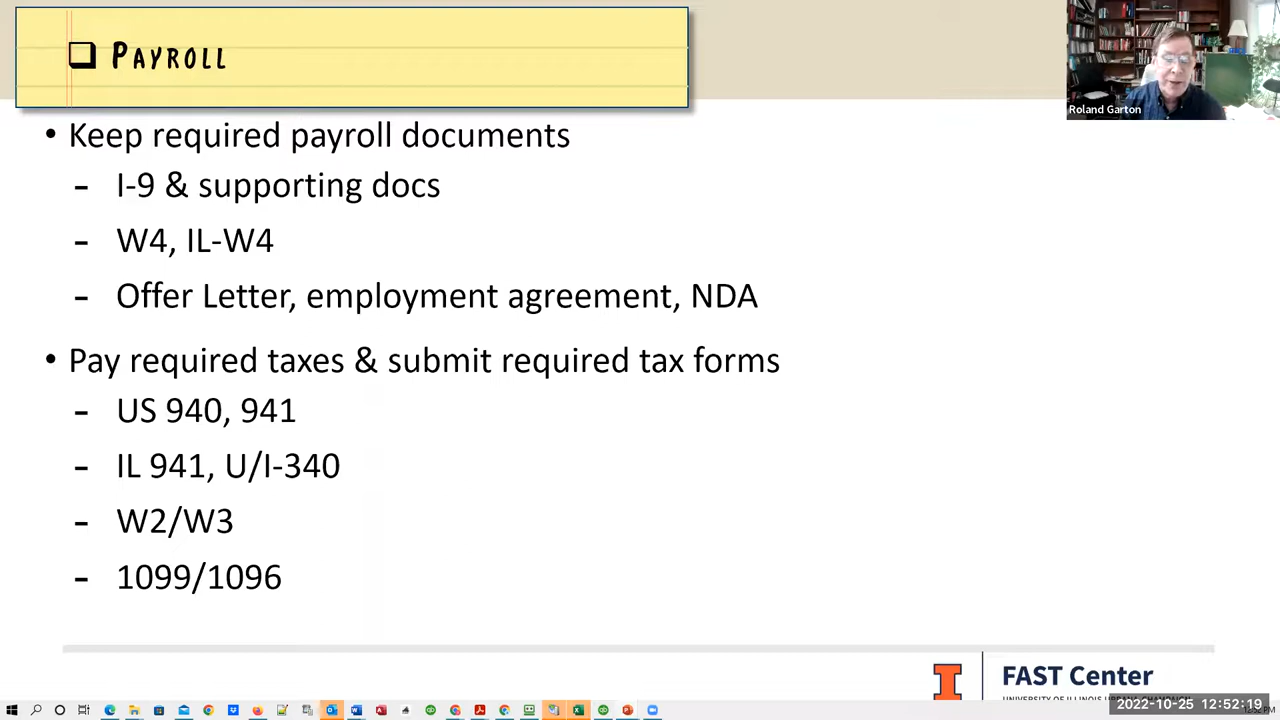 PAYROLL
Roland Garton
• Keep required payroll documents
- I-9 & supporting docs
- W4, IL-W4
- Offer Letter, employment agreement, NDA
• Pay required taxes & submit required tax forms
- US 940, 941
- IL 941, U/I-340
- W2/W3
- 1099/1096
FAST Center
2022-10-25 12:52:19